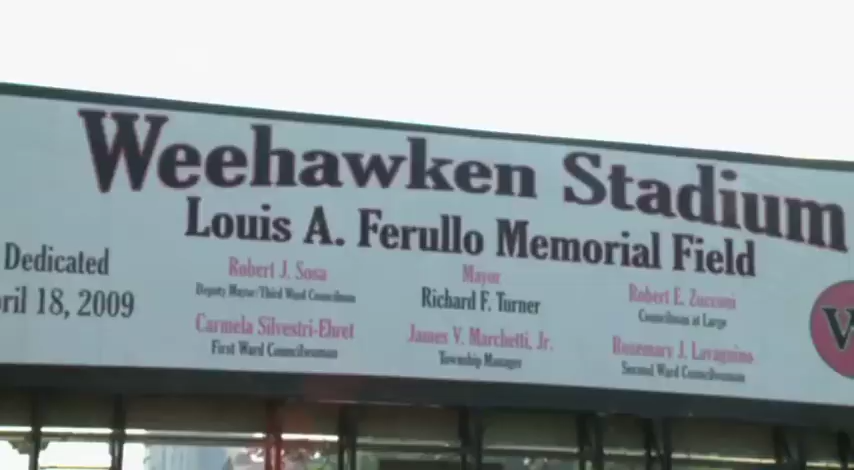 Weehawken Stadium
Louis A. Ferullo Memorial Field
Dedicated
ril 18, 2009
Robert J. Sosa
Deputy Mayor/Third Ward Councilman
Carmela Silvestri-Ehret
First Ward Councilwoman
Mayor
Richard F. Turner
James V. Marchetti, Jr.
Township Manager
Robert E. Zucconi
Councilman at Large
Rosemary J. Lavagnino
Second Ward Councilwoman
W